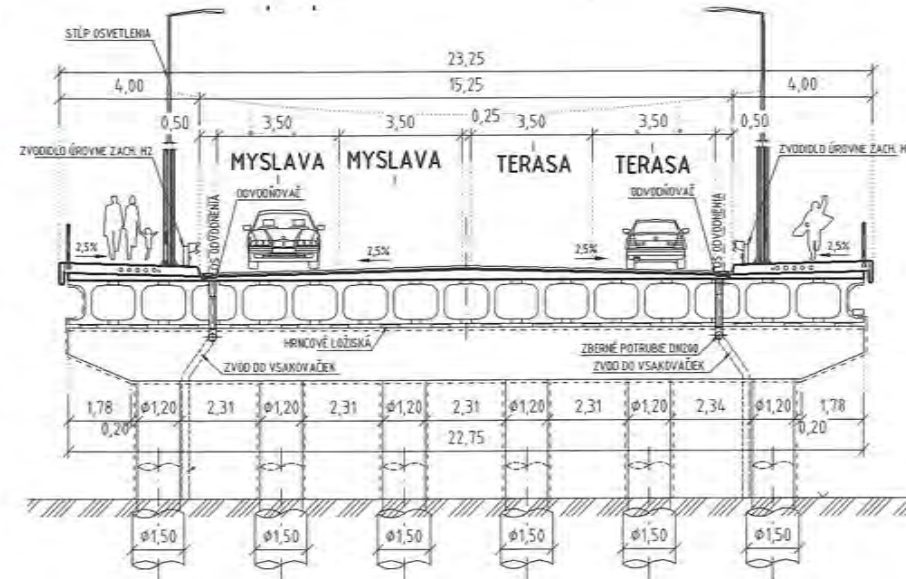 STĹP OSVETLENIA
23,25
4,00 15,25 4,00
0,25
0,50 3,50 3,50 3,50 3,50 0,50
ZVODIDLO ÚROVNE ZACH. H2 MYSLAVA MYSLAVA TERASA TERASA ZVODIDLO ÚROVNE ZACH. H
ODVODŇOVAČ ODVODŇOVAČ
OS ODVODNENIA OS ODVODNENIA
2,5% 2,5% 2,5% 2,5%
HRNCOVÉ LOŽISKÁ ZBERNÉ POTRUBIE DN200
ZVOD DO VSAKOVAČIEK ZVOD DO VSAKOVAČIEK
1,78 ø1,20 2,31 ø1,20 2,31 ø1,20 2,31 ø1,20 2,31 ø1,20 2,34 ø1,20 1,78
0,20 0,20
22,75
ø1,50 ø1,50 ø1,50 ø1,50 ø1,50 ø1,50